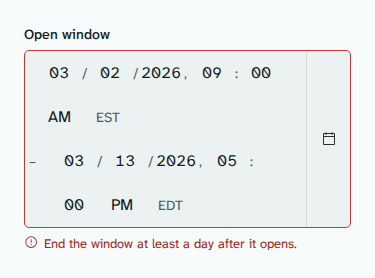 Open window
03 / 02 / 2026, 09 : 00
AM EST
– 03 / 13 / 2026, 05 :
00 PM EDT
End the window at least a day after it opens.